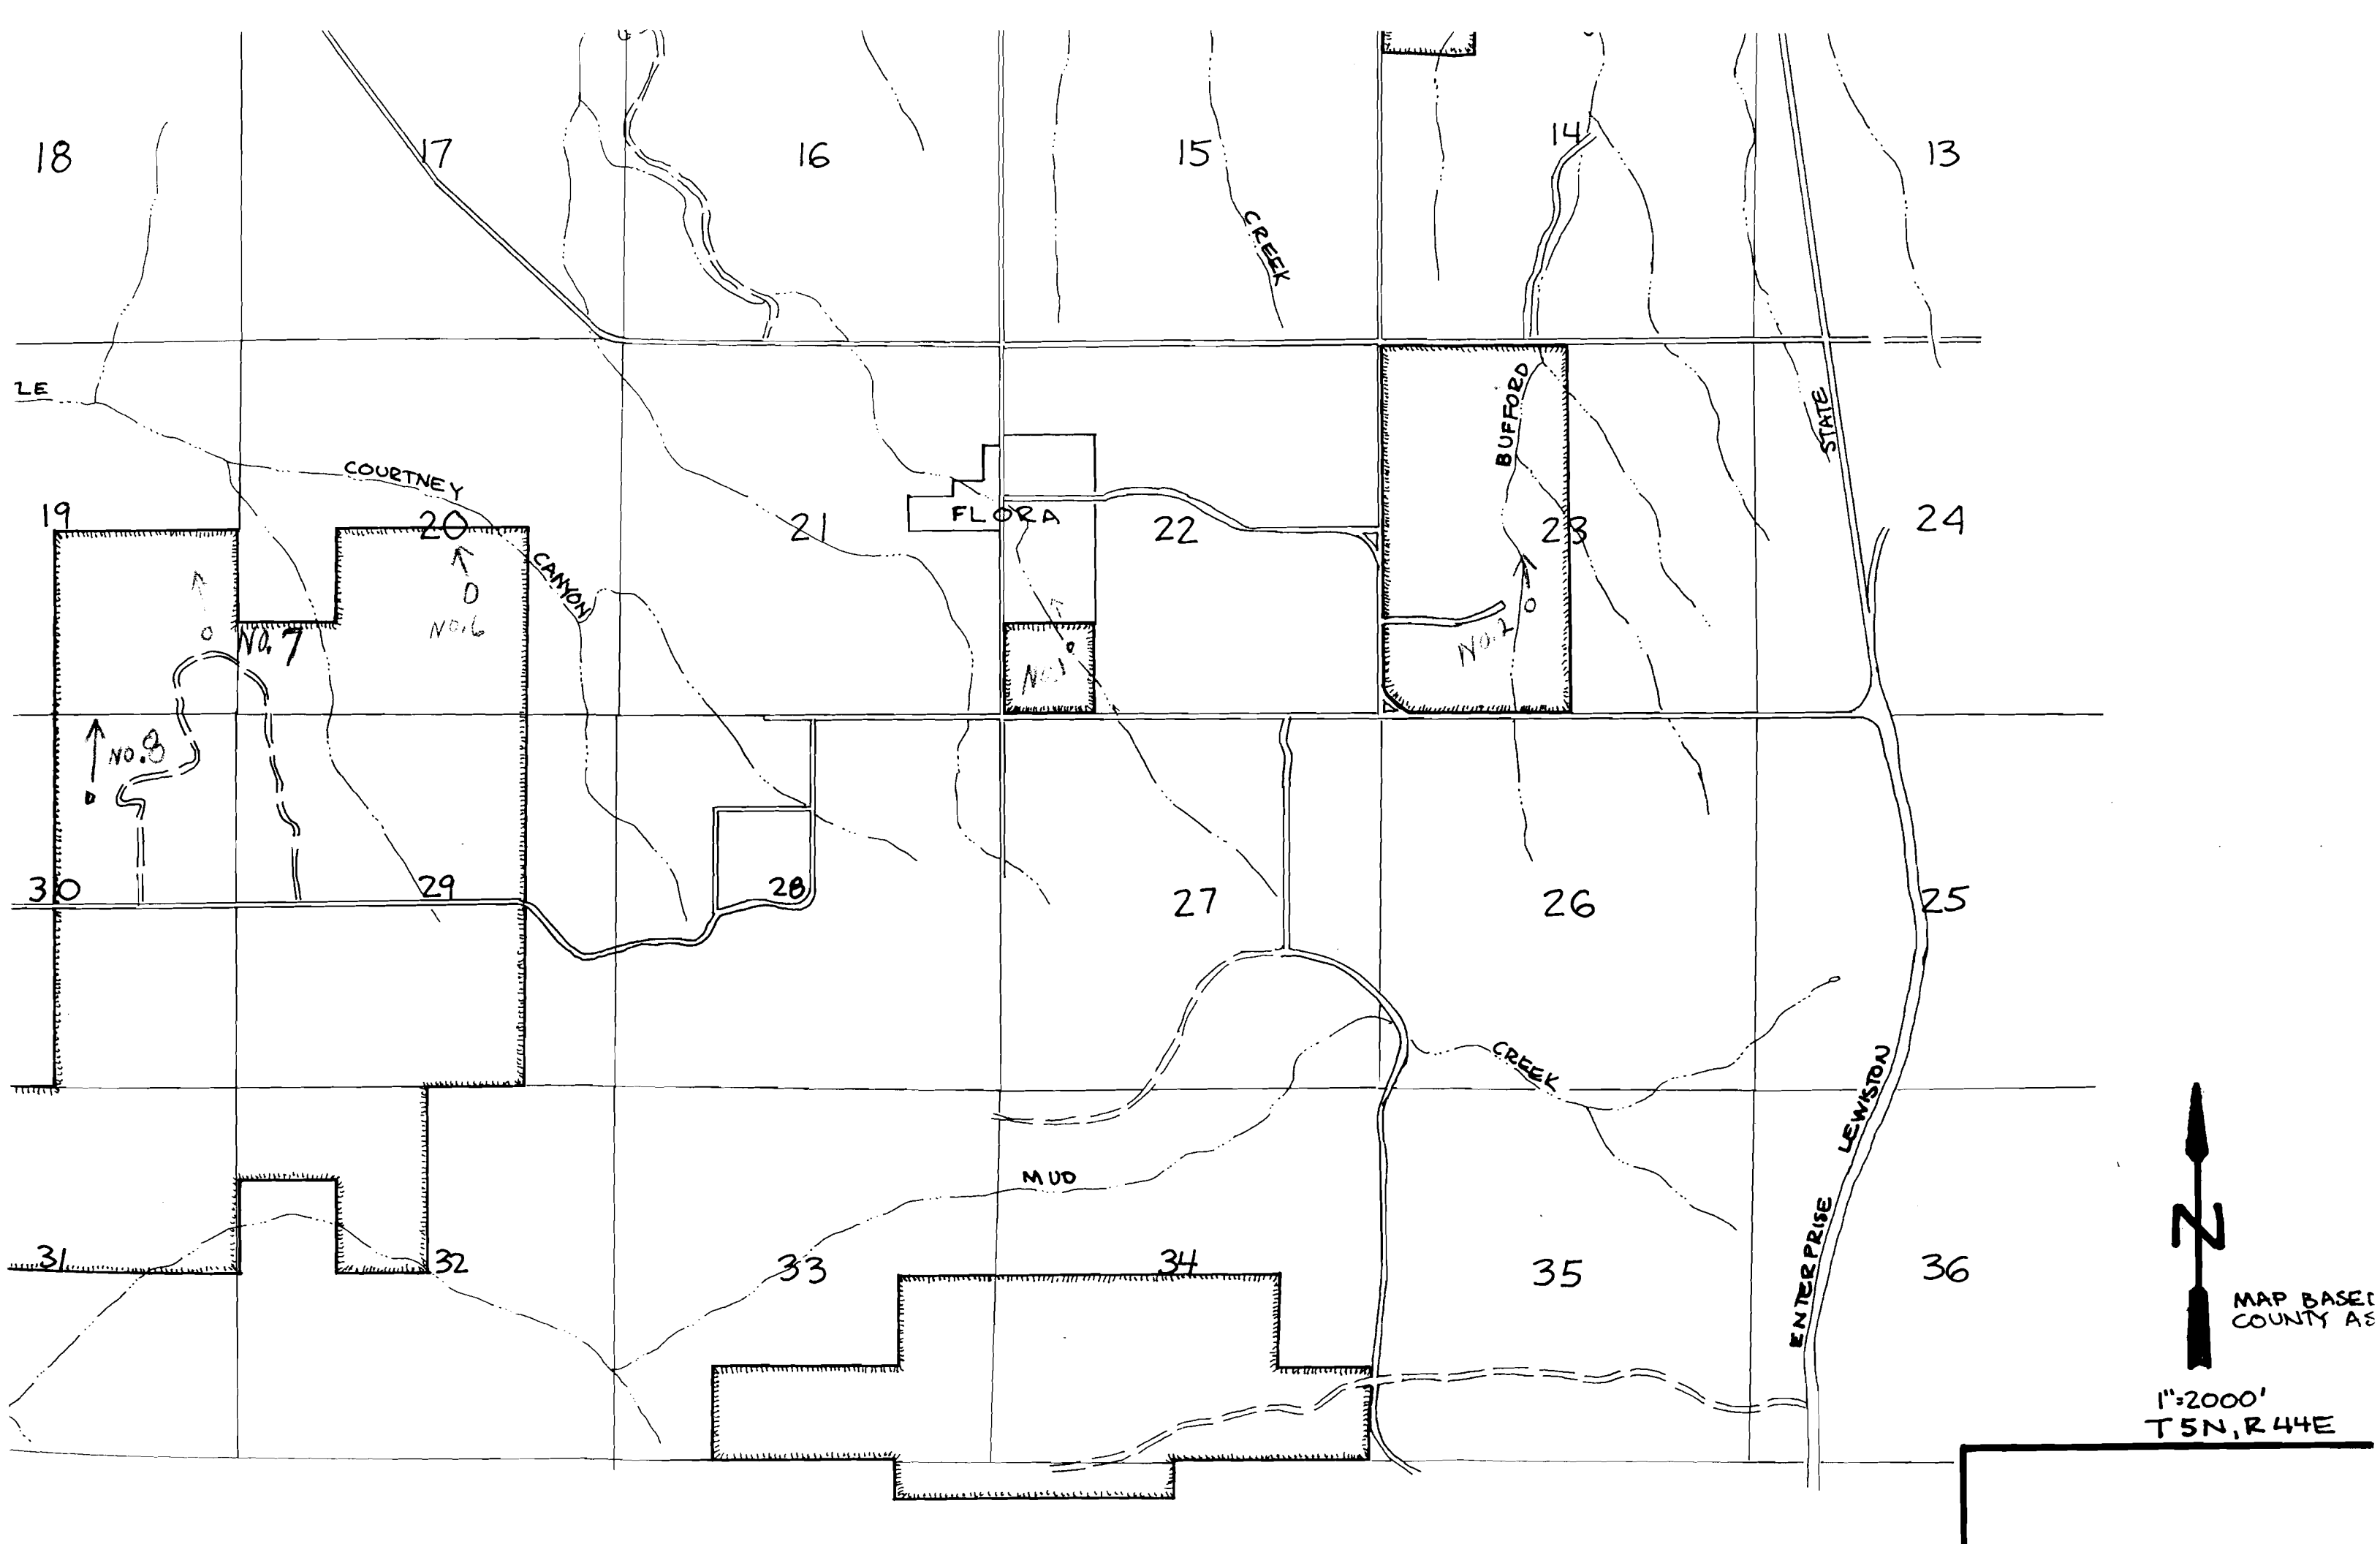 18
17
16
15
14
13
CREEK
LE
COURTNEY
CANYON
BUFFORD
STATE
19
20
21
FLORA
22
23
24
No. 7
No. 6
No. 1
No. 2
No. 8
30
29
28
27
26
25
CREEK
MUD
ENTERPRISE LEWISTON
31
32
33
34
35
36
N
MAP BASED
COUNTY AS
1"=2000'
T5N, R44E